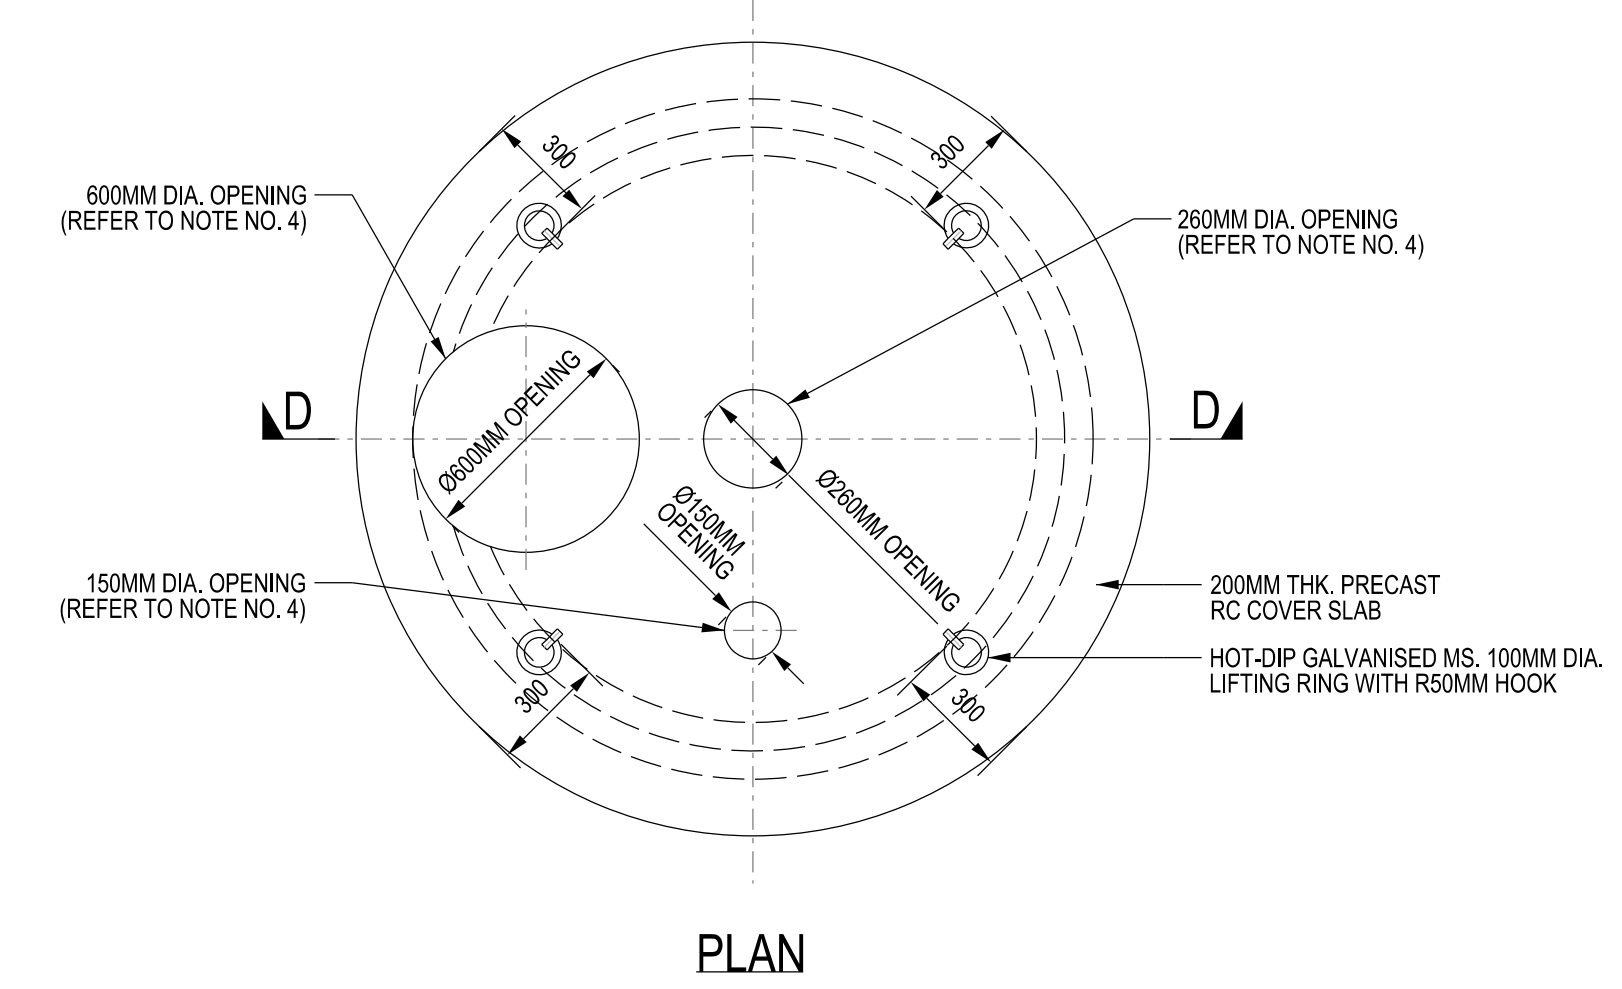 300
300
600MM DIA. OPENING
(REFER TO NOTE NO. 4)
260MM DIA. OPENING
(REFER TO NOTE NO. 4)
D
D
Ø600MM OPENING
Ø260MM OPENING
Ø150MM
OPENING
150MM DIA. OPENING
(REFER TO NOTE NO. 4)
200MM THK. PRECAST
RC COVER SLAB
HOT-DIP GALVANISED MS. 100MM DIA.
LIFTING RING WITH R50MM HOOK
300
300
PLAN